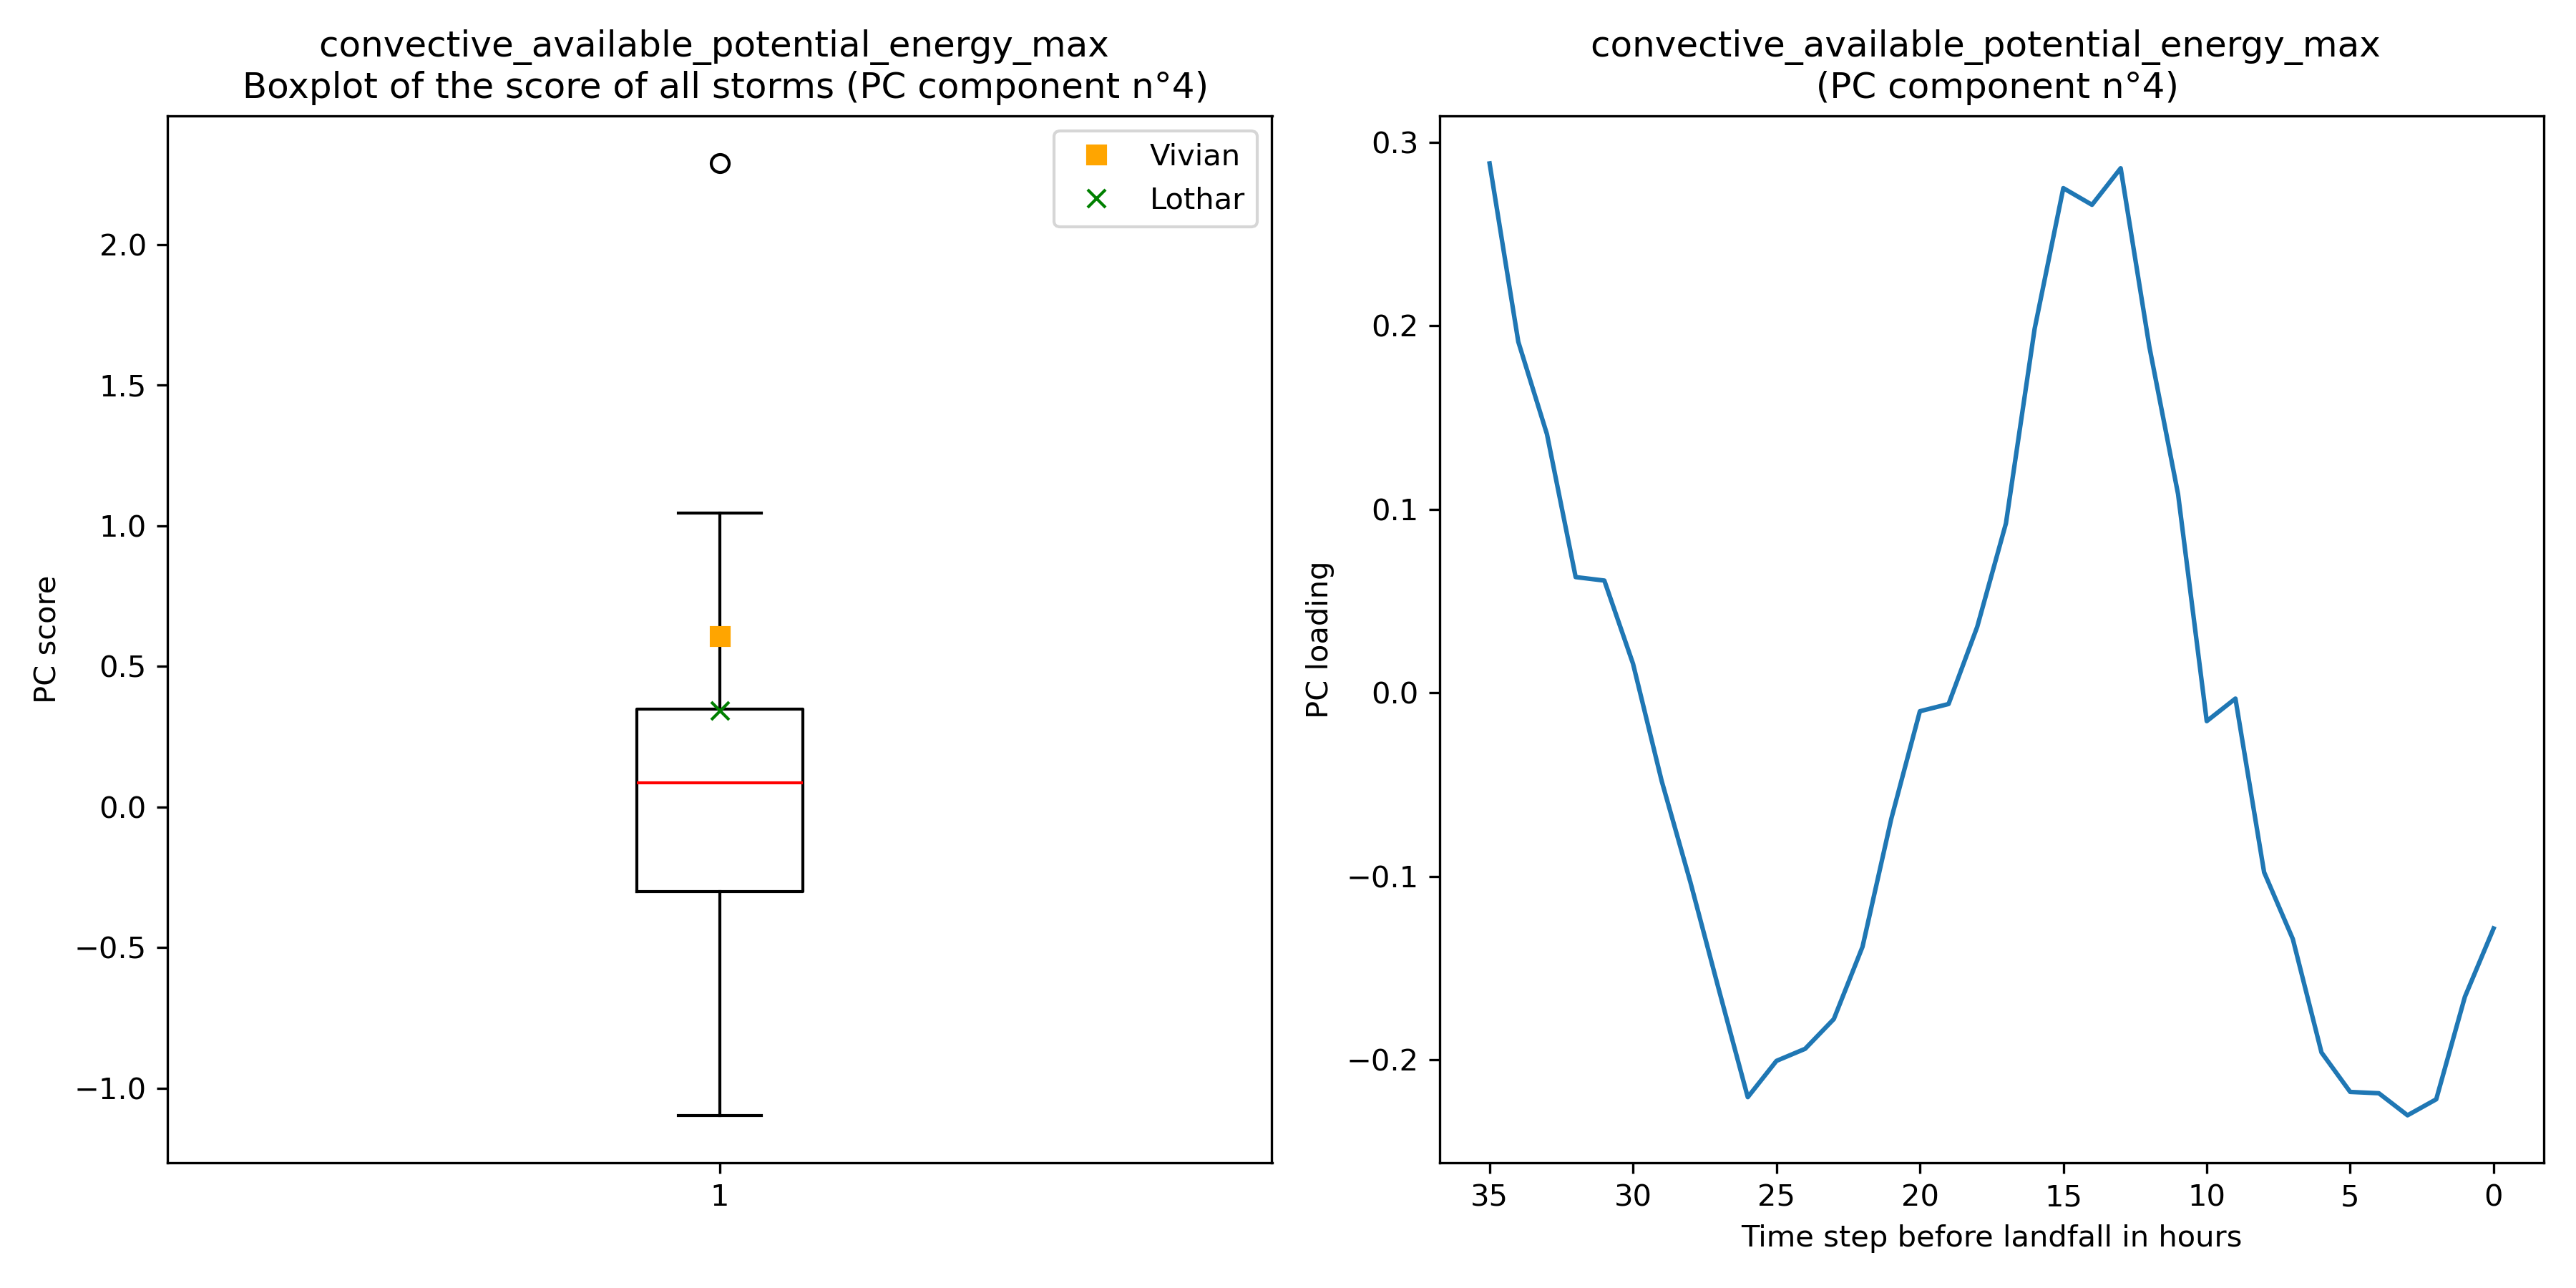 convective_available_potential_energy_max
Boxplot of the score of all storms (PC component n°4)
PC score
2.0
1.5
1.0
0.5
0.0
−0.5
−1.0
1
Vivian
Lothar
convective_available_potential_energy_max
(PC component n°4)
PC loading
0.3
0.2
0.1
0.0
−0.1
−0.2
35 30 25 20 15 10 5 0
Time step before landfall in hours